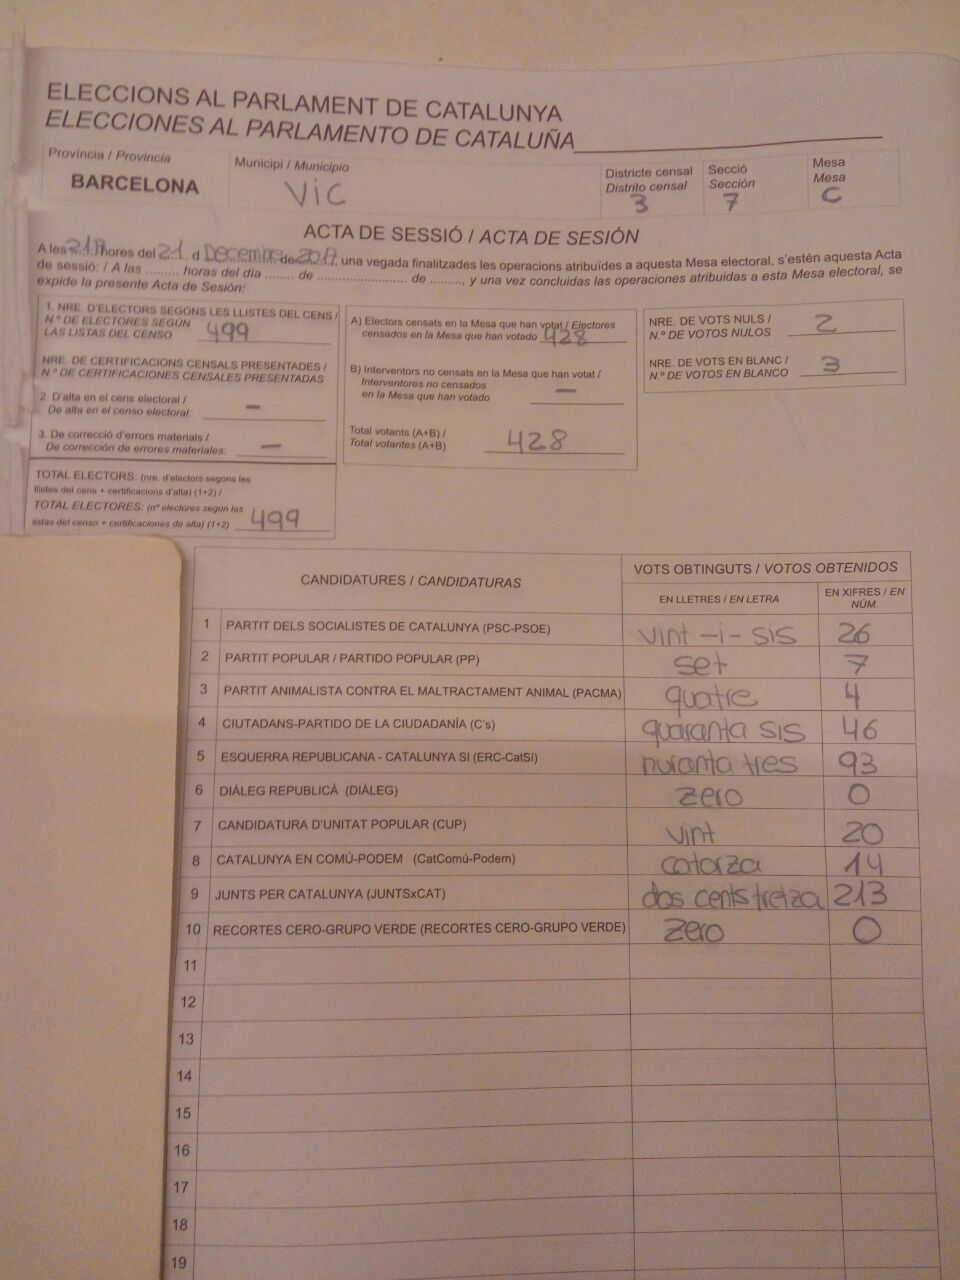 ELECCIONS AL PARLAMENT DE CATALUNYA
ELECCIONES AL PARLAMENTO DE CATALUÑA
Província / Provincia
BARCELONA
Municipi / Municipio
Vic
Districte censal
Distrito censal
3
Secció
Sección
7
Mesa
Mesa
C
ACTA DE SESSIÓ / ACTA DE SESIÓN
A les 21h hores del 21 d Decembre de 2017, una vegada finalitzades les operacions atribuïdes a aquesta Mesa electoral, s'estén aquesta Acta
de sessió: / A las ......... horas del día ....... de ........................ de ........, y una vez concluidas las operaciones atribuidas a esta Mesa electoral, se
expide la presente Acta de Sesión:
1. NRE. D'ELECTORS SEGONS LES LLISTES DEL CENS /
N.º DE ELECTORES SEGÚN
LAS LISTAS DEL CENSO 499
NRE. DE CERTIFICACIONS CENSALS PRESENTADES /
N.º DE CERTIFICACIONES CENSALES PRESENTADAS
2. D'alta en el cens electoral /
De alta en el censo electoral: -
3. De correcció d'errors materials /
De corrección de errores materiales: -
TOTAL ELECTORS: (nre. d'electors segons les
llistes del cens + certificacions d'alta) (1+2) /
TOTAL ELECTORES: (nº electores según las
listas del censo + certificaciones de alta) (1+2) 499
A) Electors censats en la Mesa que han votat / Electores
censados en la Mesa que han votado 428
B) Interventors no censats en la Mesa que han votat /
Interventores no censados
en la Mesa que han votado -
Total votants (A+B) /
Total votantes (A+B) 428
NRE. DE VOTS NULS /
N.º DE VOTOS NULOS 2
NRE. DE VOTS EN BLANC /
N.º DE VOTOS EN BLANCO 3
CANDIDATURES / CANDIDATURAS
VOTS OBTINGUTS / VOTOS OBTENIDOS
EN LLETRES / EN LETRA
EN XIFRES / EN
NÚM.
1 PARTIT DELS SOCIALISTES DE CATALUNYA (PSC-PSOE) vint-i-sis 26
2 PARTIT POPULAR / PARTIDO POPULAR (PP) set 7
3 PARTIT ANIMALISTA CONTRA EL MALTRACTAMENT ANIMAL (PACMA) quatre 4
4 CIUTADANS-PARTIDO DE LA CIUDADANÍA (C's) quaranta sis 46
5 ESQUERRA REPUBLICANA - CATALUNYA SÍ (ERC-CatSí) nuranta tres 93
6 DIÀLEG REPUBLICÀ (DIÀLEG) zero 0
7 CANDIDATURA D'UNITAT POPULAR (CUP) vint 20
8 CATALUNYA EN COMÚ-PODEM (CatComú-Podem) catorza 14
9 JUNTS PER CATALUNYA (JUNTSxCAT) dos cents tretza 213
10 RECORTES CERO-GRUPO VERDE (RECORTES CERO-GRUPO VERDE) zero 0
11
12
13
14
15
16
17
18
19